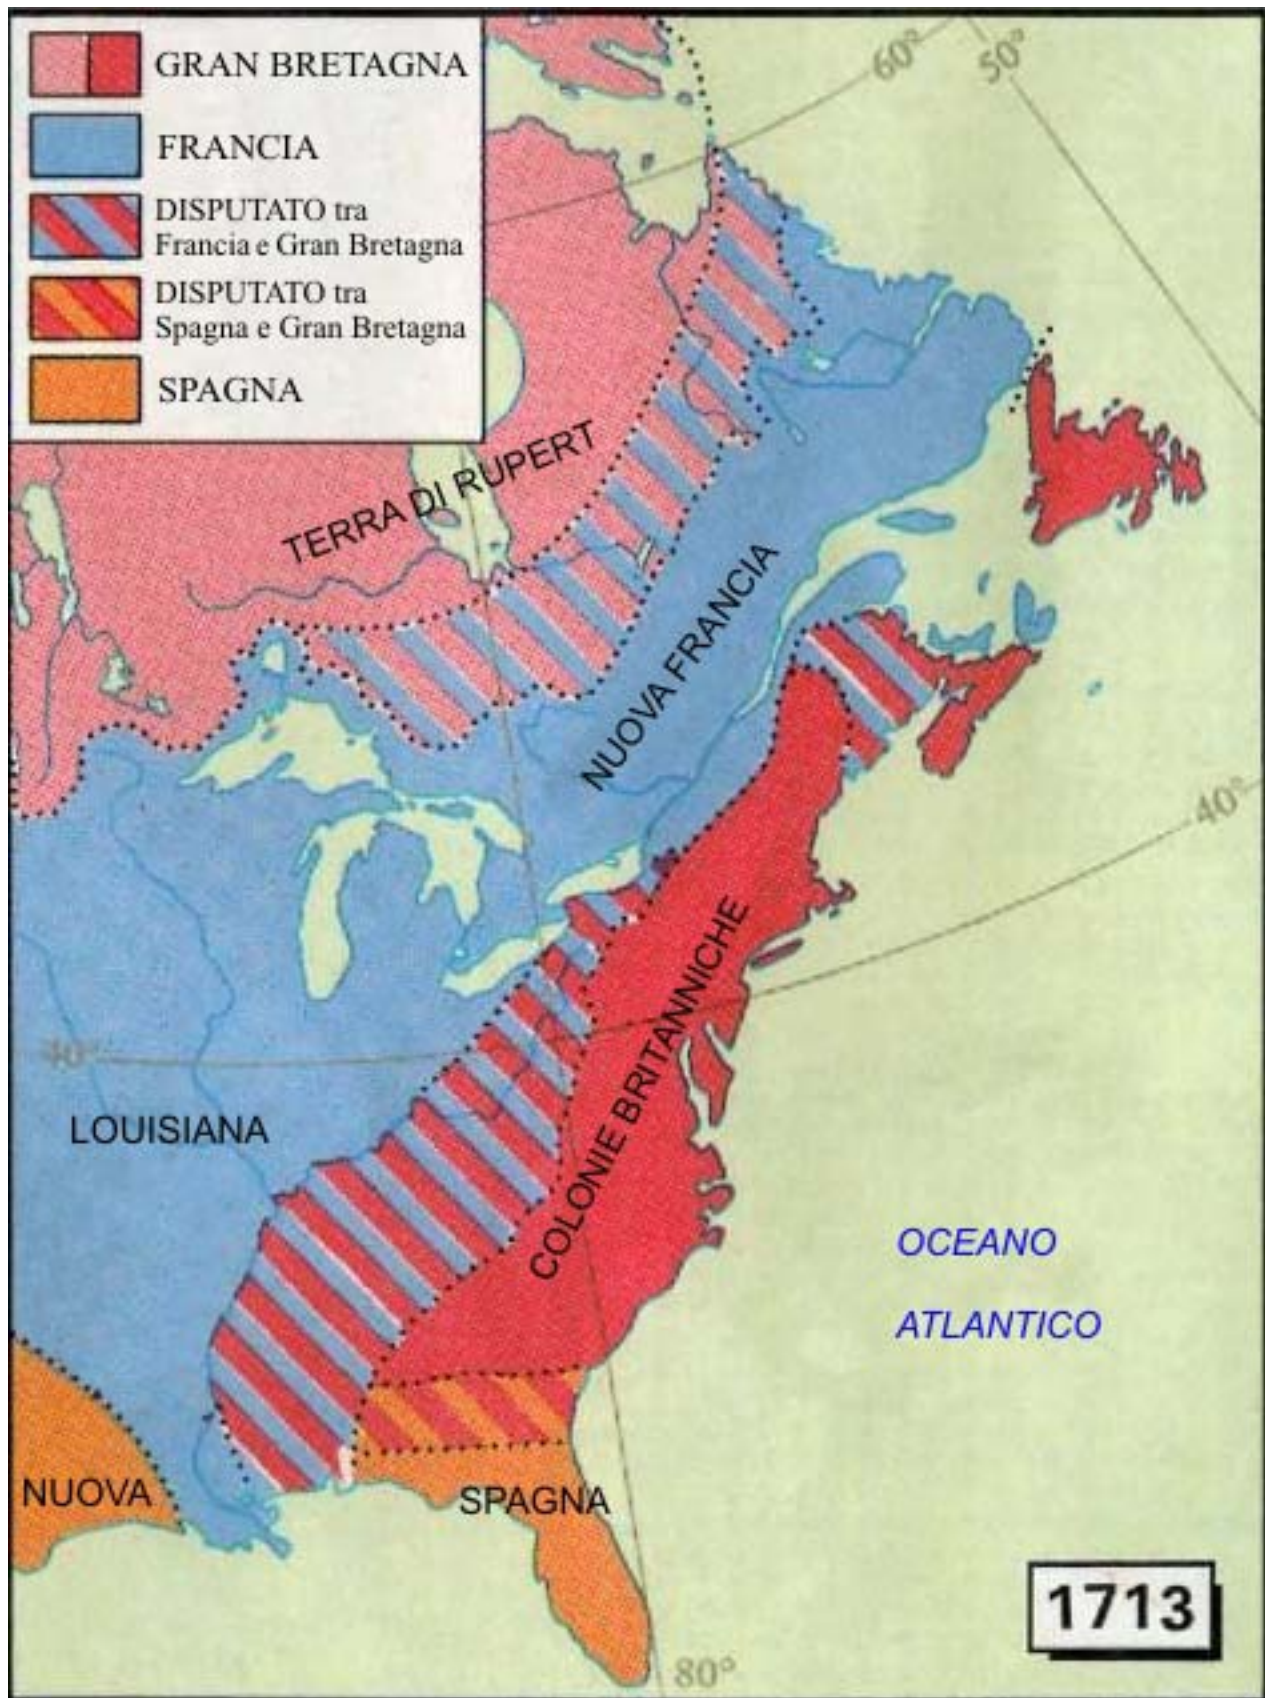 GRAN BRETAGNA
FRANCIA
DISPUTATO tra
Francia e Gran Bretagna
DISPUTATO tra
Spagna e Gran Bretagna
SPAGNA
60°
50°
TERRA DI RUPERT
NUOVA FRANCIA
40°
COLONIE BRITANNICHE
40°
LOUISIANA
OCEANO
ATLANTICO
NUOVA
SPAGNA
1713
80°